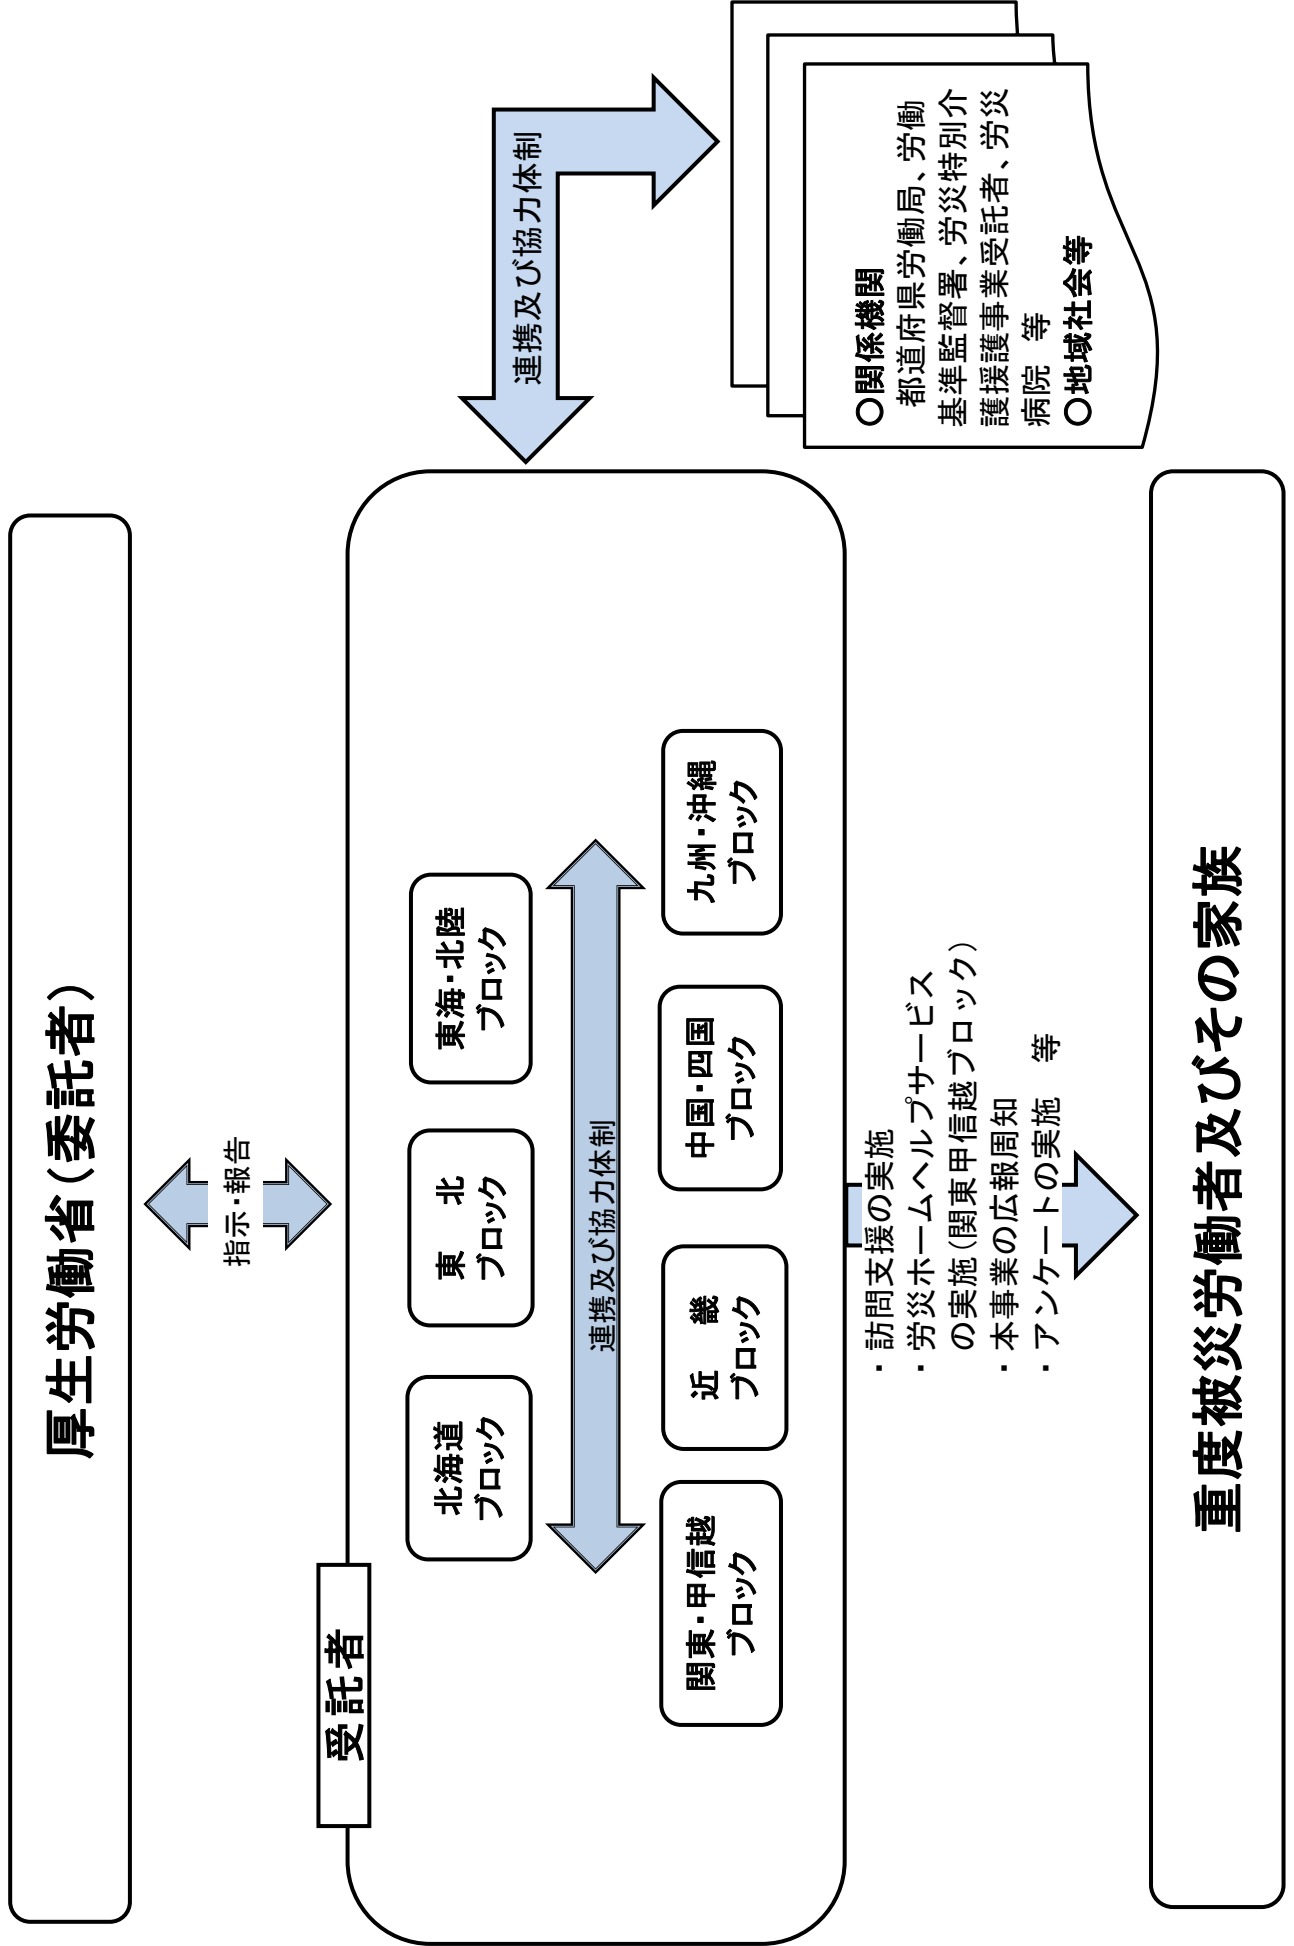 厚生労働省（委託者）
指示・報告
受託者
北海道
ブロック
東　北
ブロック
東海・北陸
ブロック
連携及び協力体制
関東・甲信越
ブロック
近　畿
ブロック
中国・四国
ブロック
九州・沖縄
ブロック
連携及び協力体制
〇関係機関
都道府県労働局、労働
基準監督署、労災特別介
護援護事業受託者、労災
病院　等
〇地域社会等
・訪問支援の実施
・労災ホームヘルプサービス
の実施（関東甲信越ブロック）
・本事業の広報周知
・アンケートの実施　等
重度被災労働者及びその家族